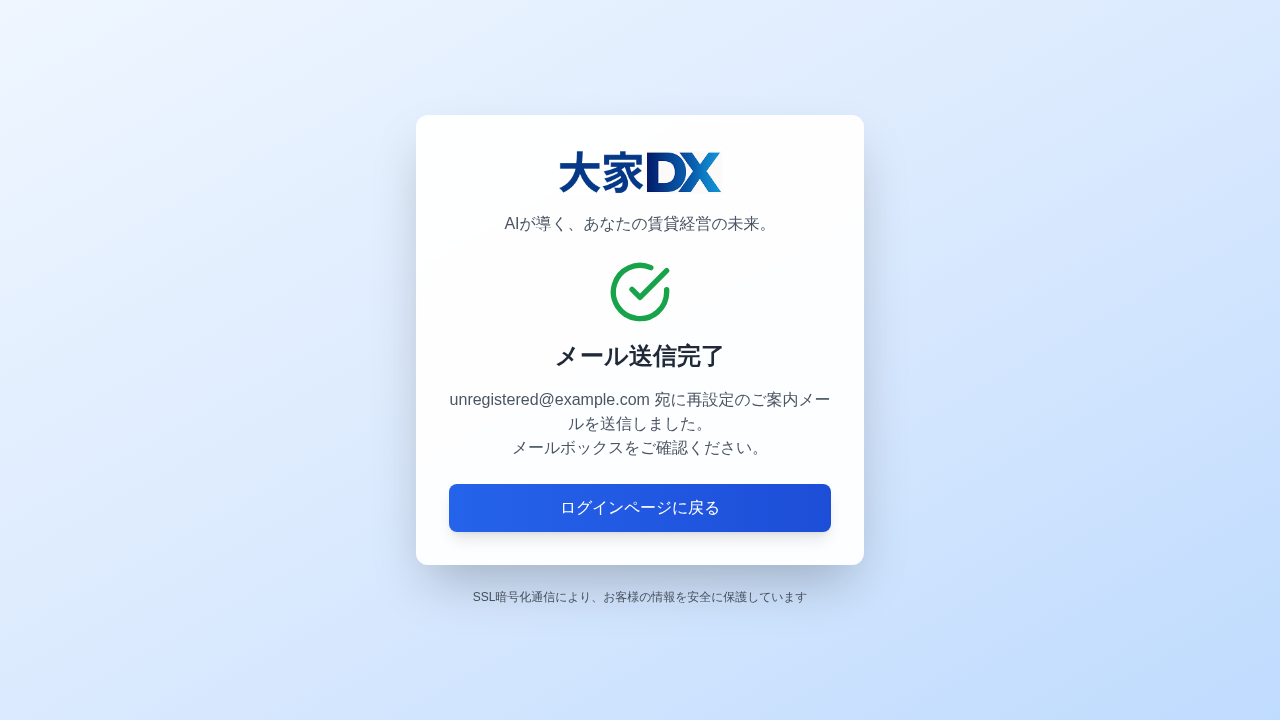 大家DX
AIが導く、あなたの賃貸経営の未来。
メール送信完了
unregistered@example.com 宛に再設定のご案内メー
ルを送信しました。
メールボックスをご確認ください。
ログインページに戻る
SSL暗号化通信により、お客様の情報を安全に保護しています